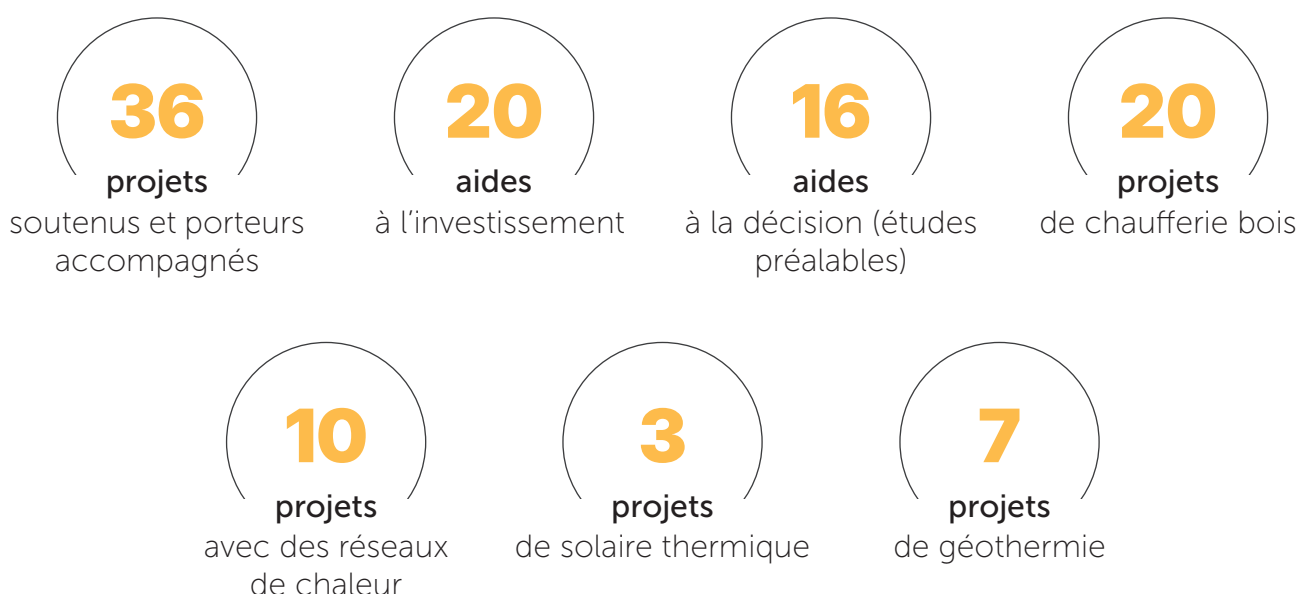 36
projets
soutenus et porteurs
accompagnés
20
aides
à l'investissement
16
aides
à la décision (études
préalables)
20
projets
de chaufferie bois
10
projets
avec des réseaux
de chaleur
3
projets
de solaire thermique
7
projets
de géothermie